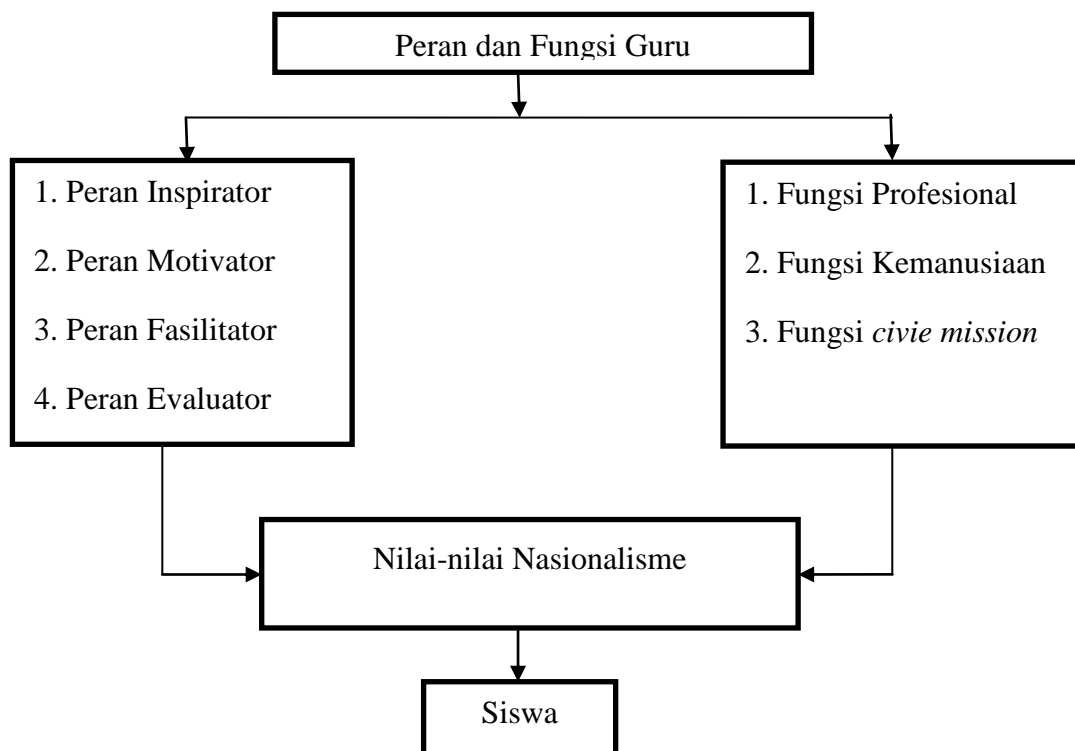 Peran dan Fungsi Guru
1. Peran Inspirator
2. Peran Motivator
3. Peran Fasilitator
4. Peran Evaluator
1. Fungsi Profesional
2. Fungsi Kemanusiaan
3. Fungsi civie mission
Nilai-nilai Nasionalisme
Siswa